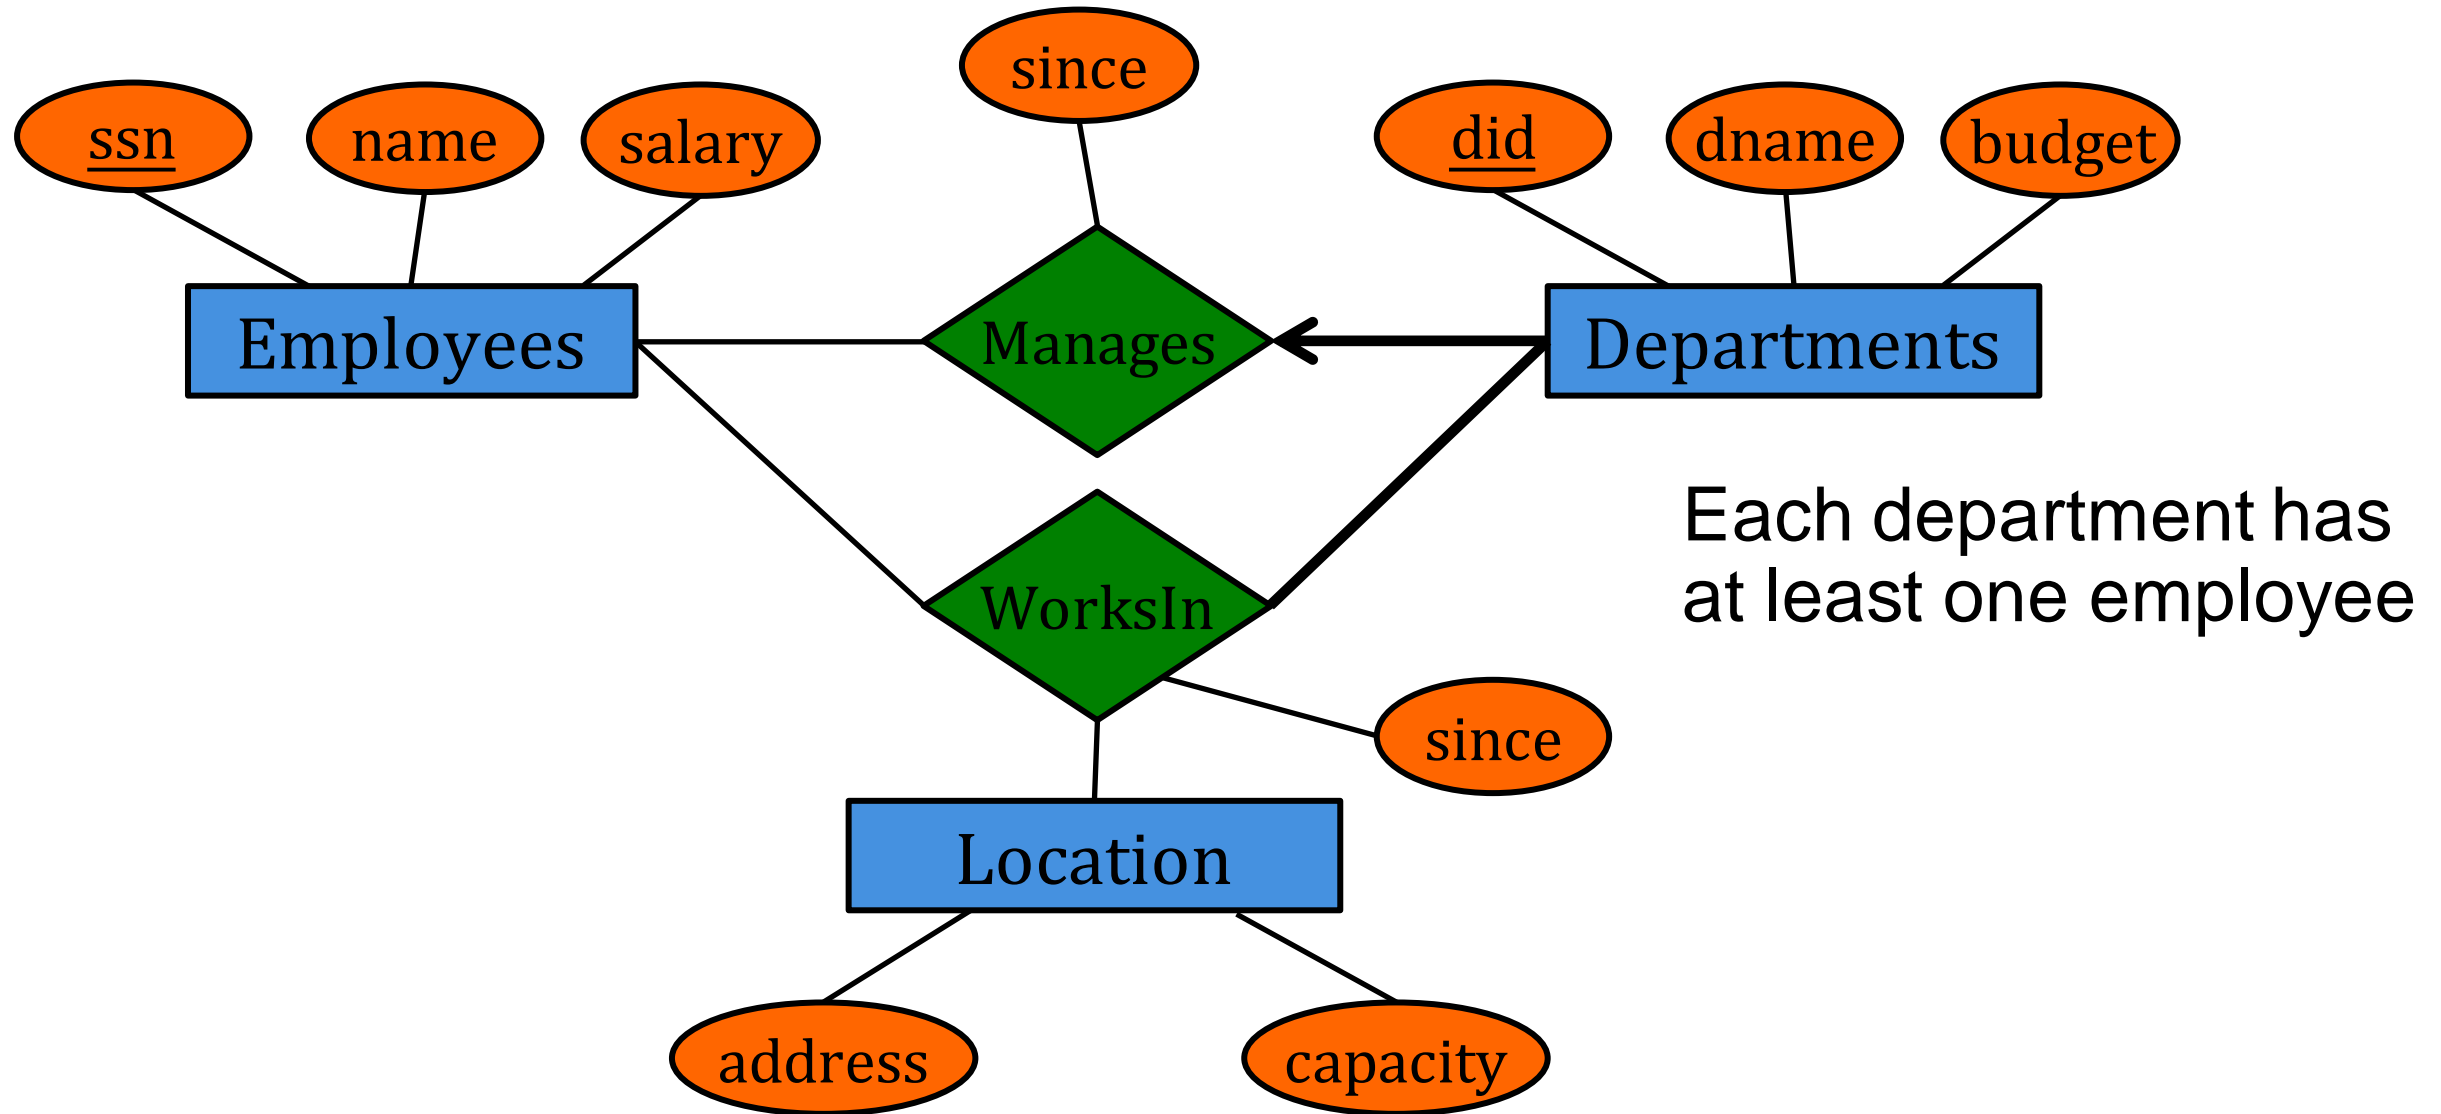 since
ssn
name
salary
did
dname
budget
Employees
Manages
Departments
Each department has
at least one employee
WorksIn
since
Location
address
capacity